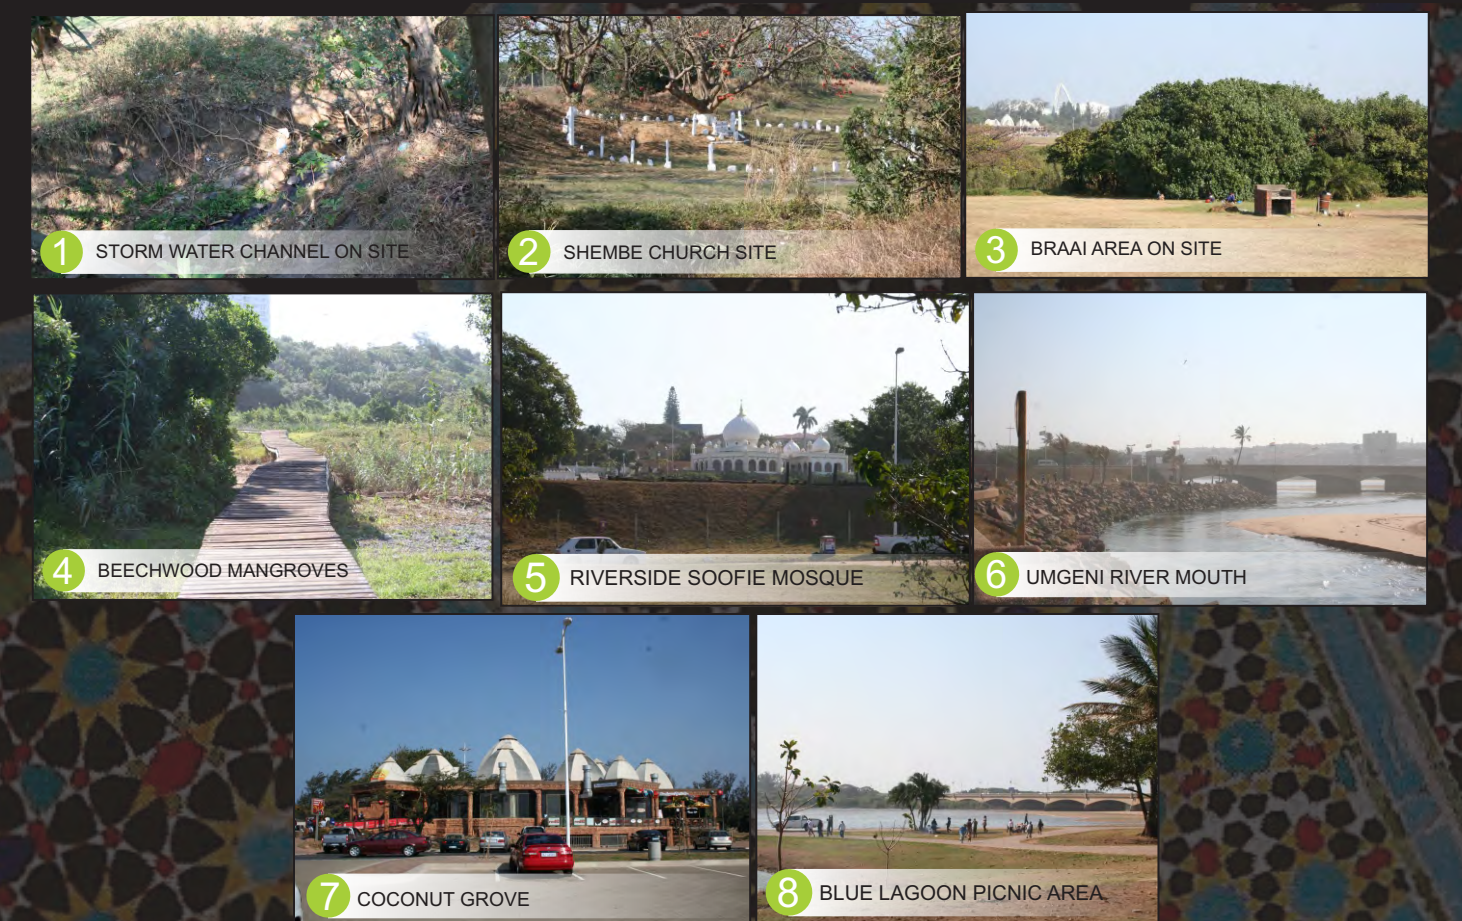 1 STORM WATER CHANNEL ON SITE
2 SHEMBE CHURCH SITE
3 BRAAI AREA ON SITE
4 BEECHWOOD MANGROVES
5 RIVERSIDE SOOFIE MOSQUE
6 UMGENI RIVER MOUTH
7 COCONUT GROVE
8 BLUE LAGOON PICNIC AREA